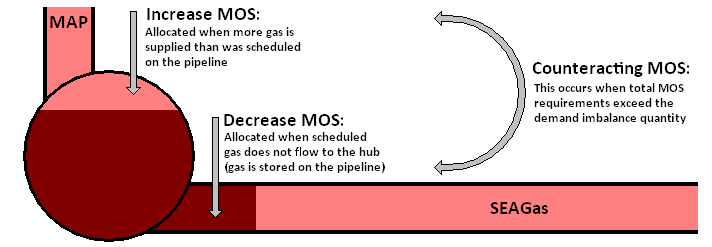 MAP
Increase MOS:
Allocated when more gas is
supplied than was scheduled
on the pipeline
Counteracting MOS:
This occurs when total MOS
requirements exceed the
demand imbalance quantity
Decrease MOS:
Allocated when scheduled
gas does not flow to the hub
(gas is stored on the pipeline)
SEAGas